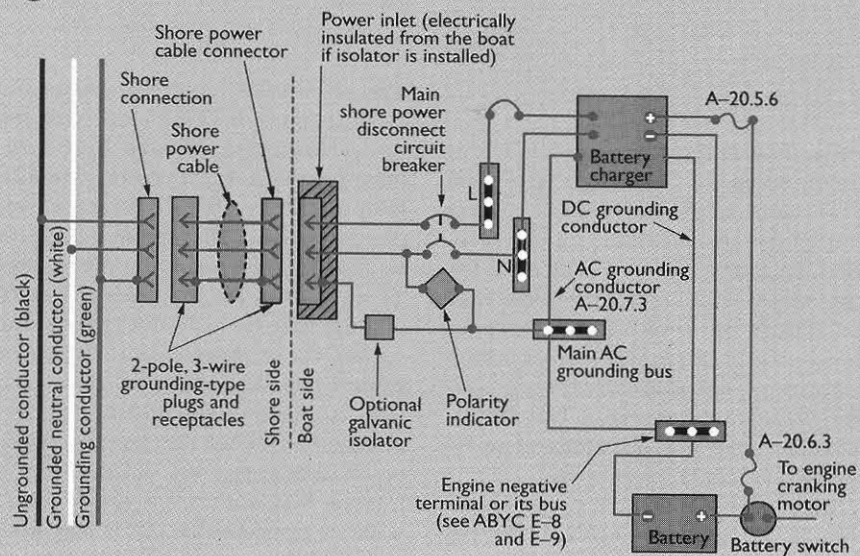 Shore power
cable connector
Power inlet (electrically
insulated from the boat
if isolator is installed)
Shore
connection
Shore
power
cable
Main
shore power
disconnect
circuit
breaker
A–20.5.6
+
–
Battery
charger
L
N
DC grounding
conductor
AC grounding
conductor
A–20.7.3
Main AC
grounding bus
Ungrounded conductor (black)
Grounded neutral conductor (white)
Grounding conductor (green)
2-pole, 3-wire
grounding-type
plugs and
receptacles
Shore side
Boat side
Optional
galvanic
isolator
Polarity
indicator
Engine negative
terminal or its bus
(see ABYC E–8
and E–9)
A–20.6.3
To engine
cranking
motor
–
+
Battery
Battery switch